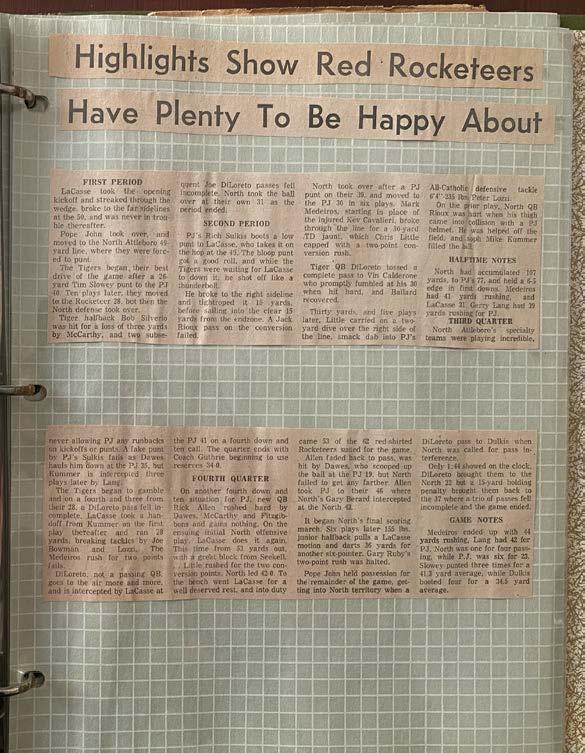 Highlights Show Red Rocketeers
Have Plenty To Be Happy About
FIRST PERIOD
LaCasse took the opening
kickoff and streaked through the
wedge, broke to the far sidelines
at the 50, and was never in trou-
ble thereafter.
Pope John took over, and
moved to the North Attleboro 49-
yard line, where they were forc-
ed to punt.
The Tigers began their best
drive of the game after a 26-
yard Tim Slowey punt to the PJ
40. Ten plays later, they moved
to the Rocketeer 28, but then the
North defense took over.
Tiger halfback Bob Silverio
was hit for a loss of three yards
by McCarthy, and two subse-
quent Joe DiLoreto passes fell
incomplete. North took the ball
over at their own 31 as the
period ended.
SECOND PERIOD
PJ's Rich Sulkis boots a low
punt to LaCasse, who takes it on
the hop at the 45. The bloop punt
got a good roll, and while the
Tigers were waiting for LaCasse
to down it, he shot off like a
thunderbolt.
He broke to the right sideline
and tightroped it 15 yards,
before sailing into the clear 15
yards from the endzone. A Jack
Rioux pass on the conversion
failed.
North took over after a PJ
punt on their 39, and moved to
the PJ 30 in six plays. Mark
Medeiros, starting in place of
the injured Kev Cavalieri, broke
through the line for a 30-yard
TD jaunt, which Chris Little
capped with a two-point con-
version rush.
Tiger QB DiLoreto tossed a
complete pass to Vin Calderone
who promptly fumbled at his 30
when hit hard, and Ballard
recovered.
Thirty yards, and five plays
later, Little carried on a two-
yard dive over the right side of
the line, smack dab into PJ's
All-Catholic defensive tackle
6'4"-235 lbs. Peter Lozzi.
On the prior play, North QB
Rioux was hurt when his thigh
came into collision with a PJ
helmet. He was helped off the
field, and soph Mike Kummer
filled the bill.
HALFTIME NOTES
North had accumulated 107
yards, to PJ's 77, and held a 6-5
edge in first downs. Medeiros
had 41 yards rushing, and
LaCasse 31. Gerry Lang had 39
yards rushing for PJ.
THIRD QUARTER
North Attleboro's specialty
teams were playing incredible,
never allowing PJ any runbacks
on kickoffs or punts. A fake punt
by PJ's Sulkis fails as Dawes
hauls him down at the PJ 35, but
Kummer is intercepted three
plays later by Lang.
The Tigers began to gamble
and on a fourth and three from
their 28, a DiLoreto pass fell in-
complete. LaCasse took a han-
doff from Kummer on the first
play thereafter and ran 28
yards, breaking tackles by Joe
Bowman and Lozzi. The
Medeiros rush for two points
fails.
DiLoreto, not a passing QB,
goes to the air more and more,
and is intercepted by LaCasse at
the PJ 41 on a fourth down and
ten call. The quarter ends with
Coach Guthrie beginning to use
reserves 34-0.
FOURTH QUARTER
On another fourth down and
ten situation for PJ, new QB
Rick Allen rushed hard by
Dawes, McCarthy and Fitzgib-
bons and gains nothing. On the
ensuing initial North offensive
play, LaCasse does it again.
This time from 53 yards out,
with a great block from Seekell.
Little rushed for the two con-
version points. North led 42-0. To
the bench went LaCasse for a
well deserved rest, and into duty
came 53 of the 62 red-shirted
Rocketeers suited for the game.
Allen faded back to pass, was
hit by Dawes, who scooped up
the ball at the PJ 19, but North
failed to get any farther. Allen
took PJ to their 46 where
North's Gary Berard intercepted
at the North 43.
It began North's final scoring
march. Six plays later 155 lbs.
junior halfback pulls a LaCasse
motion and darts 36 yards for
another six-pointer. Gary Ruby's
two-point rush was halted.
Pope John held possession for
the remainder of the game, get-
ting into North territory when a
DiLoreto pass to Dulkis when
North was called for pass in-
terference.
Only 1:44 showed on the clock.
DiLoreto brought them to the
North 22 but a 15-yard holding
penalty brought them back to
the 37 where a trio of passes fell
incomplete and the game ended.
GAME NOTES
Medeiros ended up with 44
yards rushing, Lang had 42 for
PJ. North was one for four pass-
ing, while P.J. was six for 23.
Slowey punted three times for a
41.3 yard average, while Dulkis
booted four for a 34.5 yard
average.